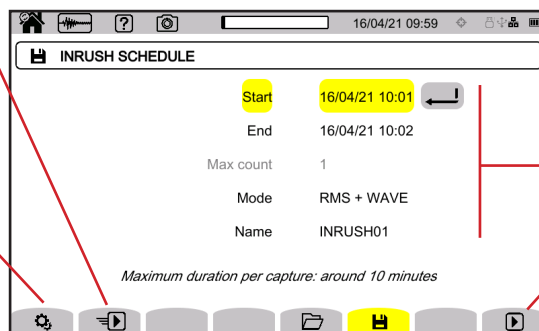 16/04/21 09:59
INRUSH SCHEDULE
Start 16/04/21 10:01
End 16/04/21 10:02
Max count 1
Mode RMS + WAVE
Name INRUSH01
Maximum duration per capture: around 10 minutes